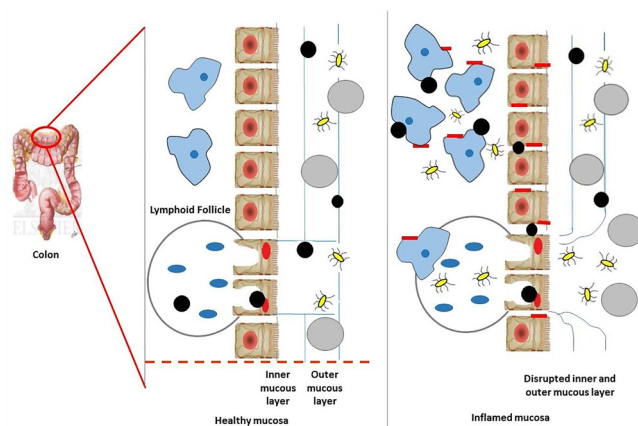 Lymphoid Follicle
Colon
Inner
mucous
layer
Outer
mucous
layer
Healthy mucosa
Disrupted inner and
outer mucous layer
Inflamed mucosa